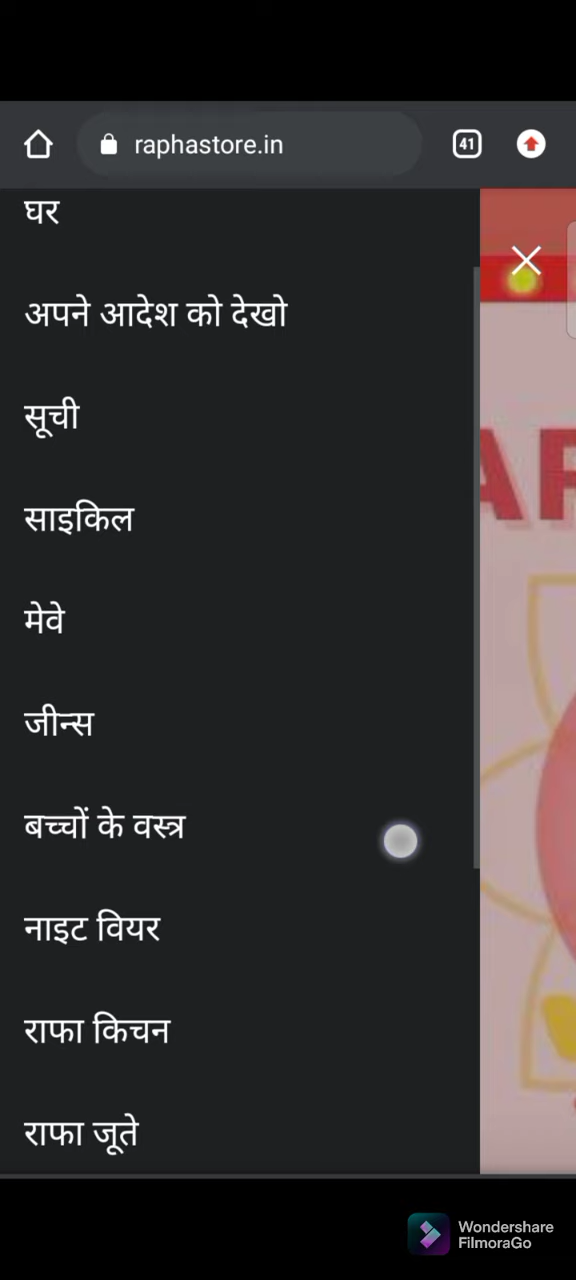 41
raphastore.in
घर
अपने आदेश को देखो
सूची
साइकिल
मेवे
जीन्स
बच्चों के वस्त्र
नाइट वियर
राफा किचन
राफा जूते
Wondershare
FilmoraGo